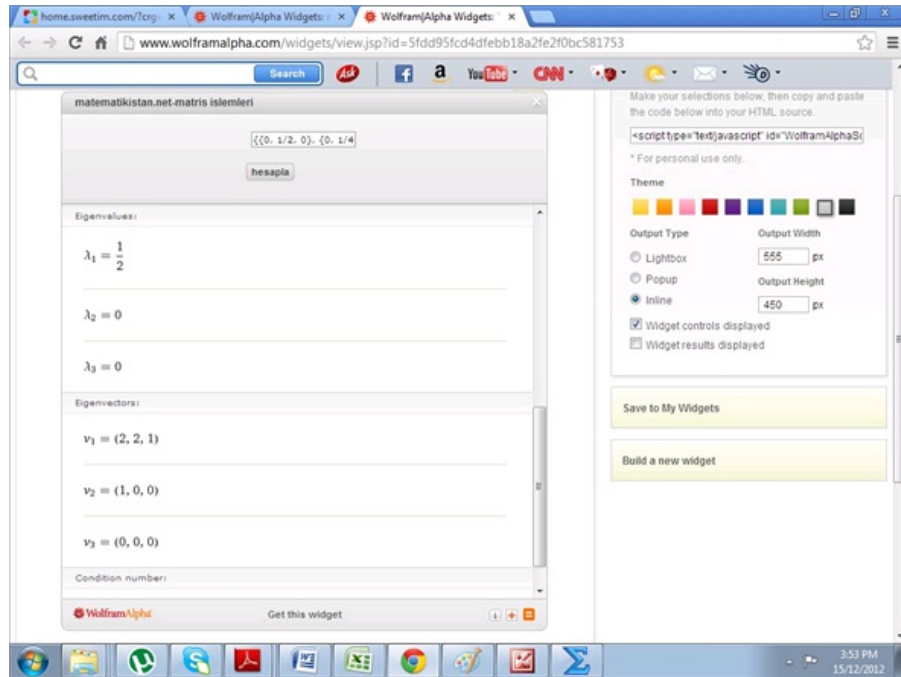 home.sweetim.com/?crg=
Wolfram|Alpha Widgets:
Wolfram|Alpha Widgets: "
www.wolframalpha.com/widgets/view.jsp?id=5fdd95fcd4dfebb18a2fe2f0bc581753
Search
Ask
f
a
YouTube
CNN
matematikistan.net-matris islemleri
{{0, 1/2, 0}, {0, 1/4
hesapla
Eigenvalues:
λ1 = 1/2
λ2 = 0
λ3 = 0
Eigenvectors:
v1 = (2, 2, 1)
v2 = (1, 0, 0)
v3 = (0, 0, 0)
Condition number:
WolframAlpha
Get this widget
Make your selections below, then copy and paste
the code below into your HTML source.
<script type="text/javascript" id="WolframAlphaSc
* For personal use only.
Theme
Output Type
Output Width
Lightbox
555 px
Popup
Output Height
Inline
450 px
Widget controls displayed
Widget results displayed
Save to My Widgets
Build a new widget
3:53 PM
15/12/2012